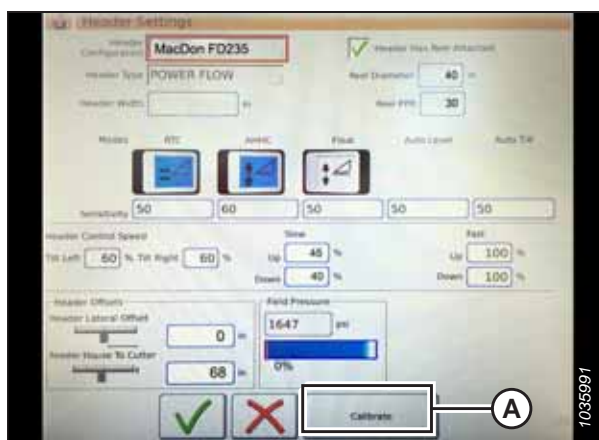 Header Settings
Header Configuration MacDon FD235 Header Has Reel Attached
Header Type POWER FLOW Reel Diameter 40 in
Header Width in Reel PPR 30
Modes RTC AHHC Float Auto Level Auto Tilt
Sensitivity 50 60 50 50 50
Header Control Speed Slow Fast
Tilt Left 60 % Tilt Right 60 % Up 45 % Up 100 %
Down 40 % Down 100 %
Header Offsets Field Pressure
Header Lateral Offset 1647 psi
0 in
Header House To Cutter 0%
68 in
Calibrate A
1035991